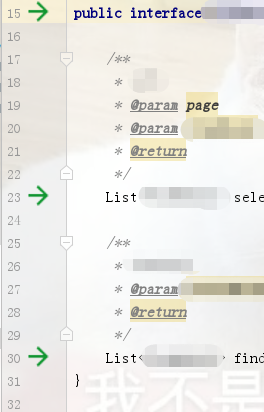 15 public interface
16
17 /**
18 *
19 * @param page
20 * @param
21 * @return
22 */
23 List sele
24
25 /**
26 *
27 * @param
28 * @return
29 */
30 List< > find
31 }
32
我不是